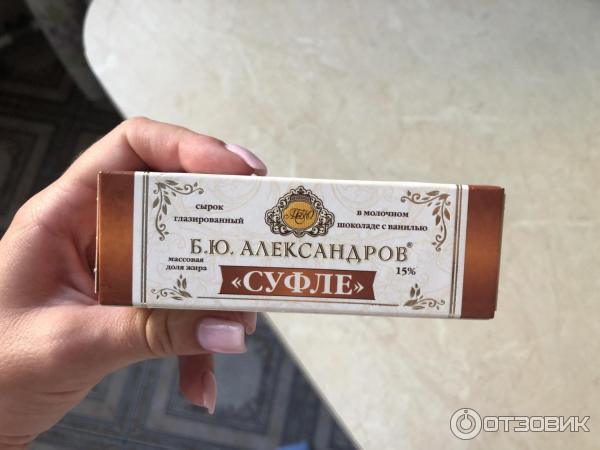 сырок
глазированный
в молочном
шоколаде с ванилью
Б.Ю. АЛЕКСАНДРОВ®
массовая
доля жира
«СУФЛЕ»
15%
ОТЗОВИК